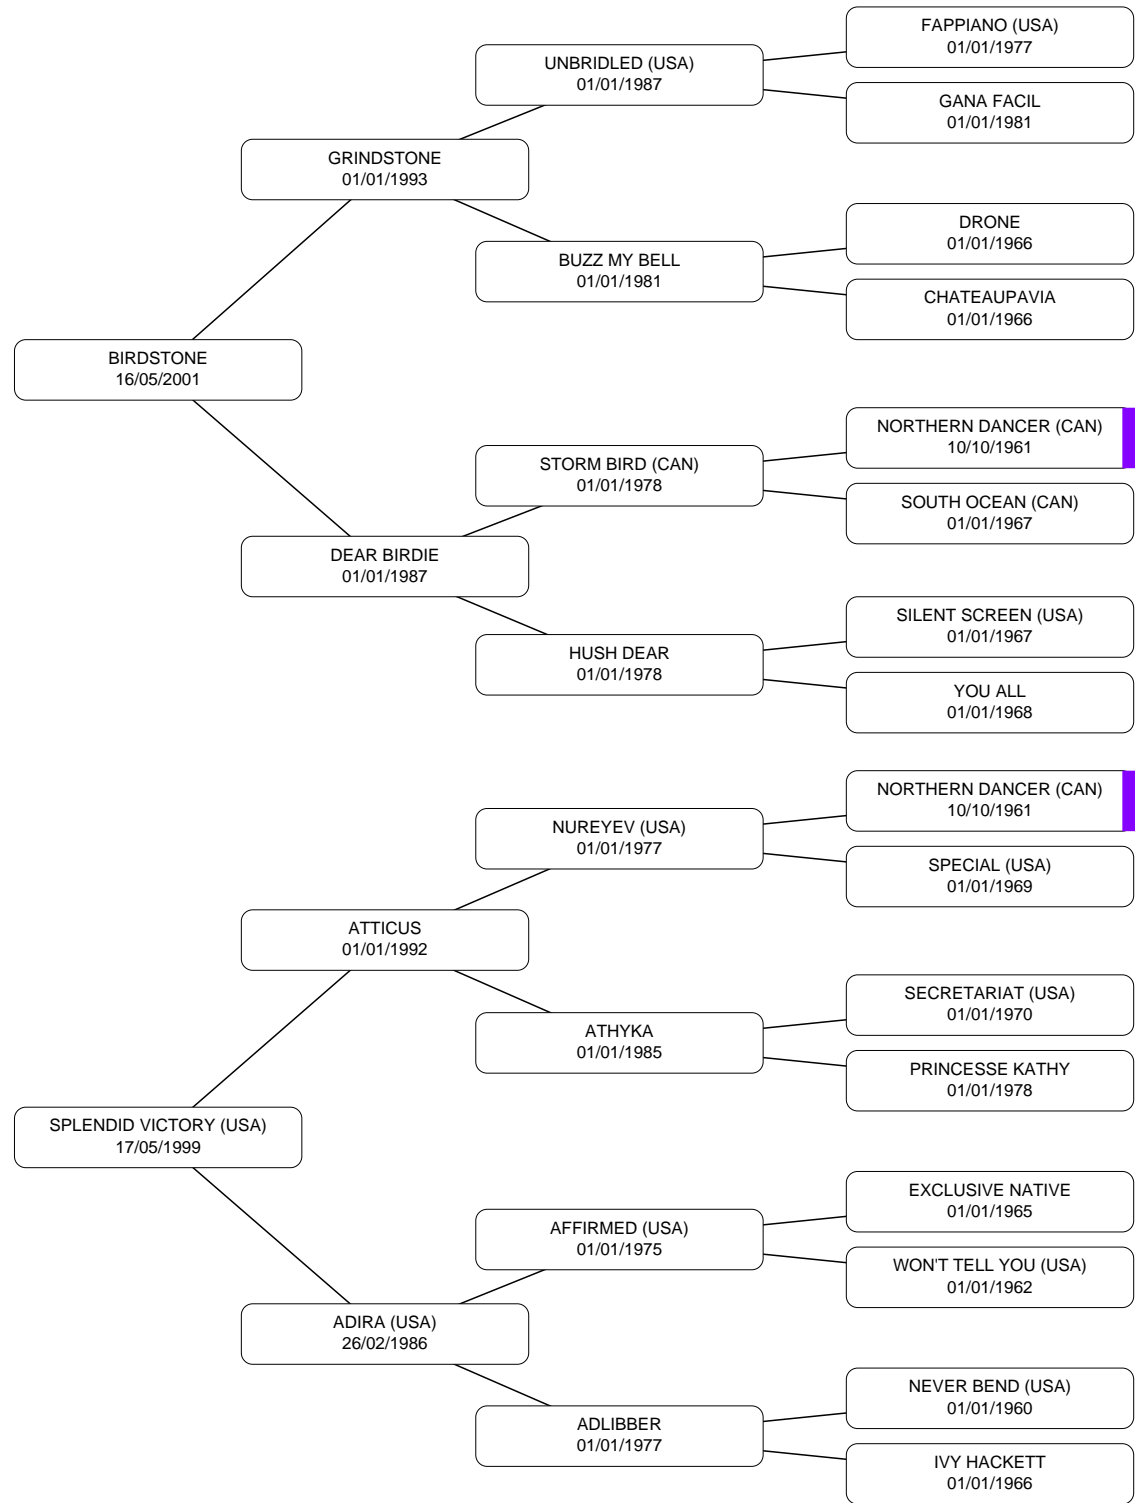 FAPPIANO (USA)
01/01/1977
UNBRIDLED (USA)
01/01/1987
GANA FACIL
01/01/1981
GRINDSTONE
01/01/1993
DRONE
01/01/1966
BUZZ MY BELL
01/01/1981
CHATEAUPAVIA
01/01/1966
BIRDSTONE
16/05/2001
NORTHERN DANCER (CAN)
10/10/1961
STORM BIRD (CAN)
01/01/1978
SOUTH OCEAN (CAN)
01/01/1967
DEAR BIRDIE
01/01/1987
SILENT SCREEN (USA)
01/01/1967
HUSH DEAR
01/01/1978
YOU ALL
01/01/1968
NORTHERN DANCER (CAN)
10/10/1961
NUREYEV (USA)
01/01/1977
SPECIAL (USA)
01/01/1969
ATTICUS
01/01/1992
SECRETARIAT (USA)
01/01/1970
ATHYKA
01/01/1985
PRINCESSE KATHY
01/01/1978
SPLENDID VICTORY (USA)
17/05/1999
EXCLUSIVE NATIVE
01/01/1965
AFFIRMED (USA)
01/01/1975
WON'T TELL YOU (USA)
01/01/1962
ADIRA (USA)
26/02/1986
NEVER BEND (USA)
01/01/1960
ADLIBBER
01/01/1977
IVY HACKETT
01/01/1966